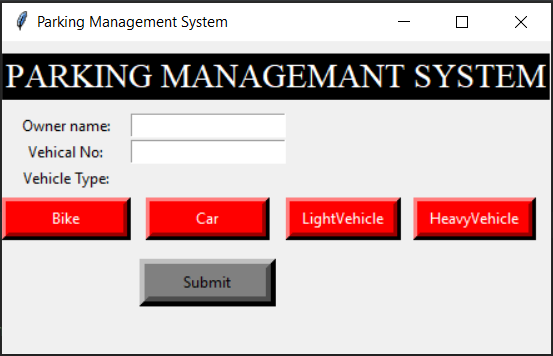 Parking Management System
PARKING MANAGEMANT SYSTEM
Owner name:
Vehical No:
Vehicle Type:
Bike Car LightVehicle HeavyVehicle
Submit